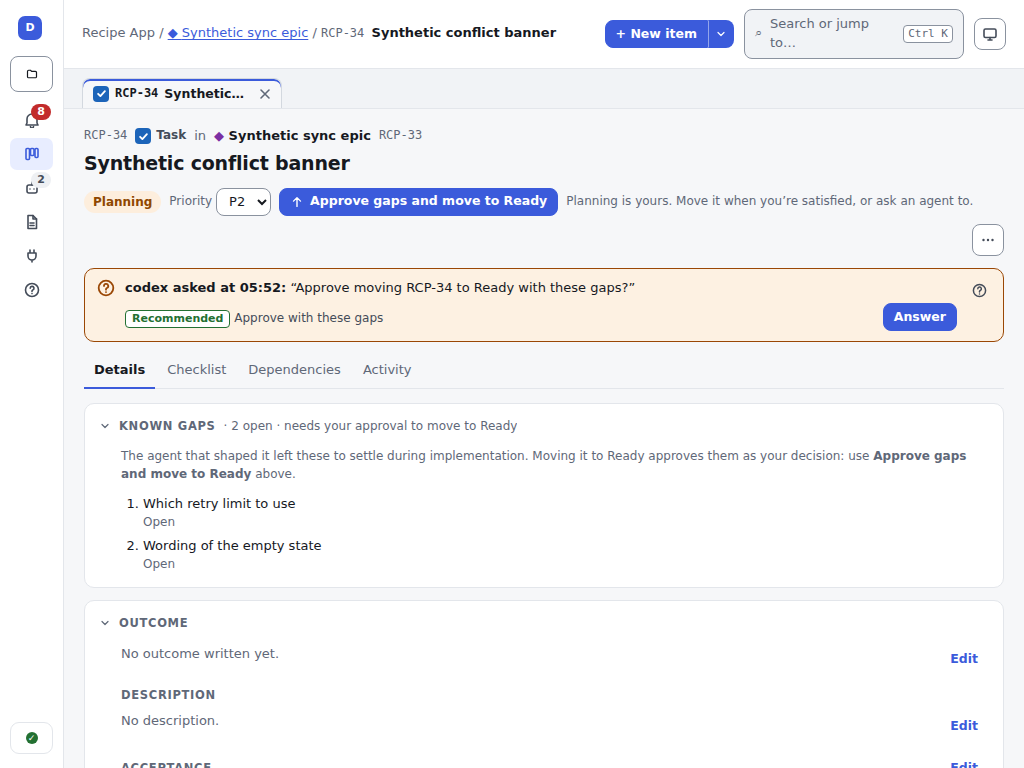 D
Recipe App / ◆ Synthetic sync epic / RCP-34 Synthetic conflict banner
+ New item
Search or jump to…
Ctrl K
8
2
RCP-34 Synthetic…
RCP-34 Task in ◆ Synthetic sync epic RCP-33
Synthetic conflict banner
Planning Priority P2 ↑ Approve gaps and move to Ready Planning is yours. Move it when you’re satisfied, or ask an agent to.
…
codex asked at 05:52: “Approve moving RCP-34 to Ready with these gaps?”
Recommended Approve with these gaps
Answer
Details Checklist Dependencies Activity
KNOWN GAPS · 2 open · needs your approval to move to Ready
The agent that shaped it left these to settle during implementation. Moving it to Ready approves them as your decision: use Approve gaps
and move to Ready above.
1. Which retry limit to use
Open
2. Wording of the empty state
Open
OUTCOME
No outcome written yet.
Edit
DESCRIPTION
No description.
Edit
ACCEPTANCE
Edit